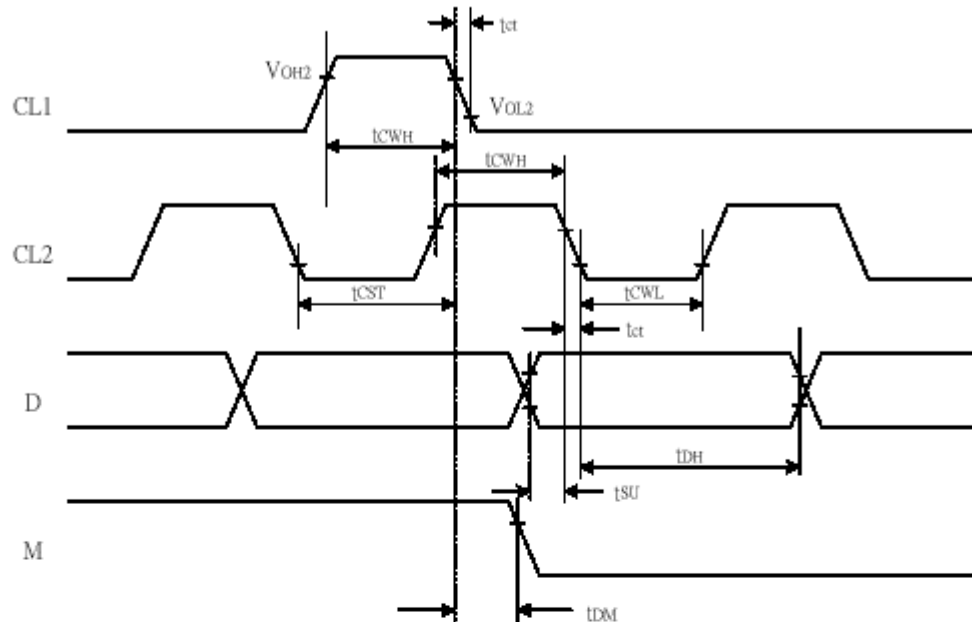 tct
VOH2
CL1
VOL2
tCWH
tCWH
CL2
tCST
tCWL
tct
D
tDH
tSU
M
tDM